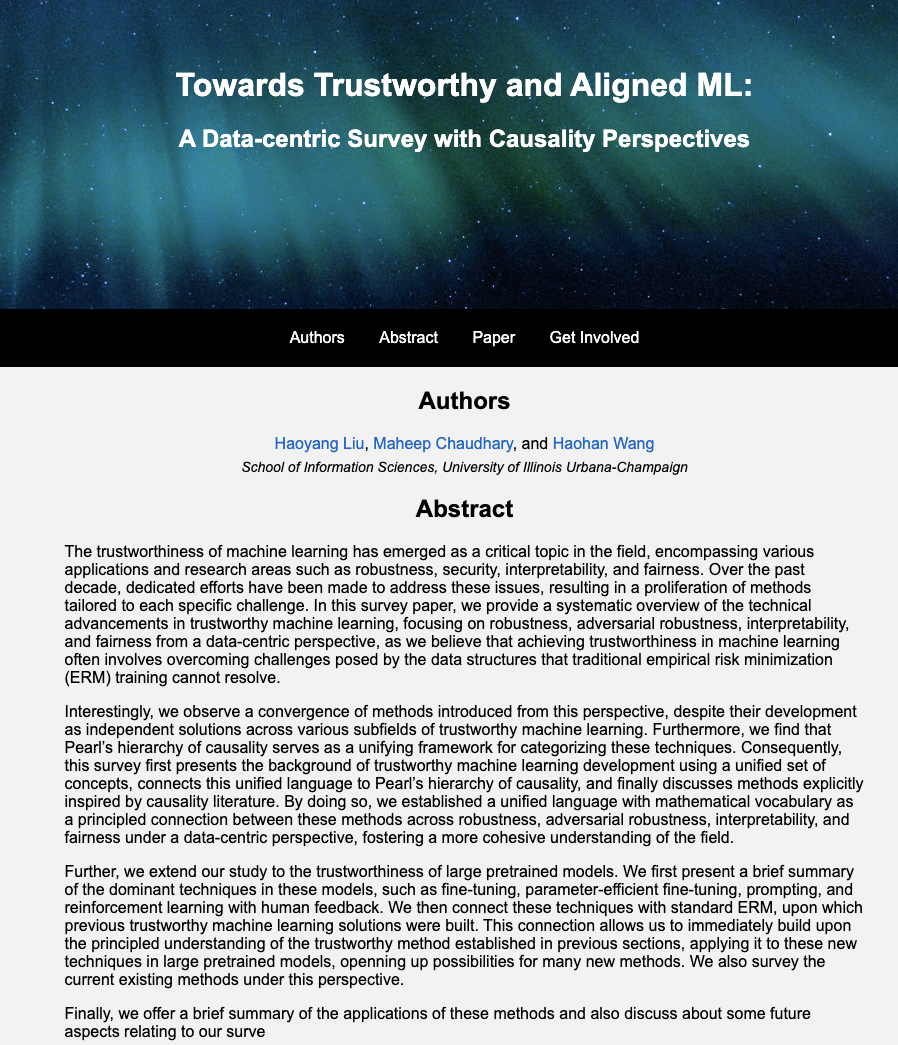 Towards Trustworthy and Aligned ML:
A Data-centric Survey with Causality Perspectives
Authors Abstract Paper Get Involved
Authors
Haoyang Liu, Maheep Chaudhary, and Haohan Wang
School of Information Sciences, University of Illinois Urbana-Champaign
Abstract
The trustworthiness of machine learning has emerged as a critical topic in the field, encompassing various
applications and research areas such as robustness, security, interpretability, and fairness. Over the past
decade, dedicated efforts have been made to address these issues, resulting in a proliferation of methods
tailored to each specific challenge. In this survey paper, we provide a systematic overview of the technical
advancements in trustworthy machine learning, focusing on robustness, adversarial robustness, interpretability,
and fairness from a data-centric perspective, as we believe that achieving trustworthiness in machine learning
often involves overcoming challenges posed by the data structures that traditional empirical risk minimization
(ERM) training cannot resolve.
Interestingly, we observe a convergence of methods introduced from this perspective, despite their development
as independent solutions across various subfields of trustworthy machine learning. Furthermore, we find that
Pearl’s hierarchy of causality serves as a unifying framework for categorizing these techniques. Consequently,
this survey first presents the background of trustworthy machine learning development using a unified set of
concepts, connects this unified language to Pearl’s hierarchy of causality, and finally discusses methods explicitly
inspired by causality literature. By doing so, we established a unified language with mathematical vocabulary as
a principled connection between these methods across robustness, adversarial robustness, interpretability, and
fairness under a data-centric perspective, fostering a more cohesive understanding of the field.
Further, we extend our study to the trustworthiness of large pretrained models. We first present a brief summary
of the dominant techniques in these models, such as fine-tuning, parameter-efficient fine-tuning, prompting, and
reinforcement learning with human feedback. We then connect these techniques with standard ERM, upon which
previous trustworthy machine learning solutions were built. This connection allows us to immediately build upon
the principled understanding of the trustworthy method established in previous sections, applying it to these new
techniques in large pretrained models, openning up possibilities for many new methods. We also survey the
current existing methods under this perspective.
Finally, we offer a brief summary of the applications of these methods and also discuss about some future
aspects relating to our surve